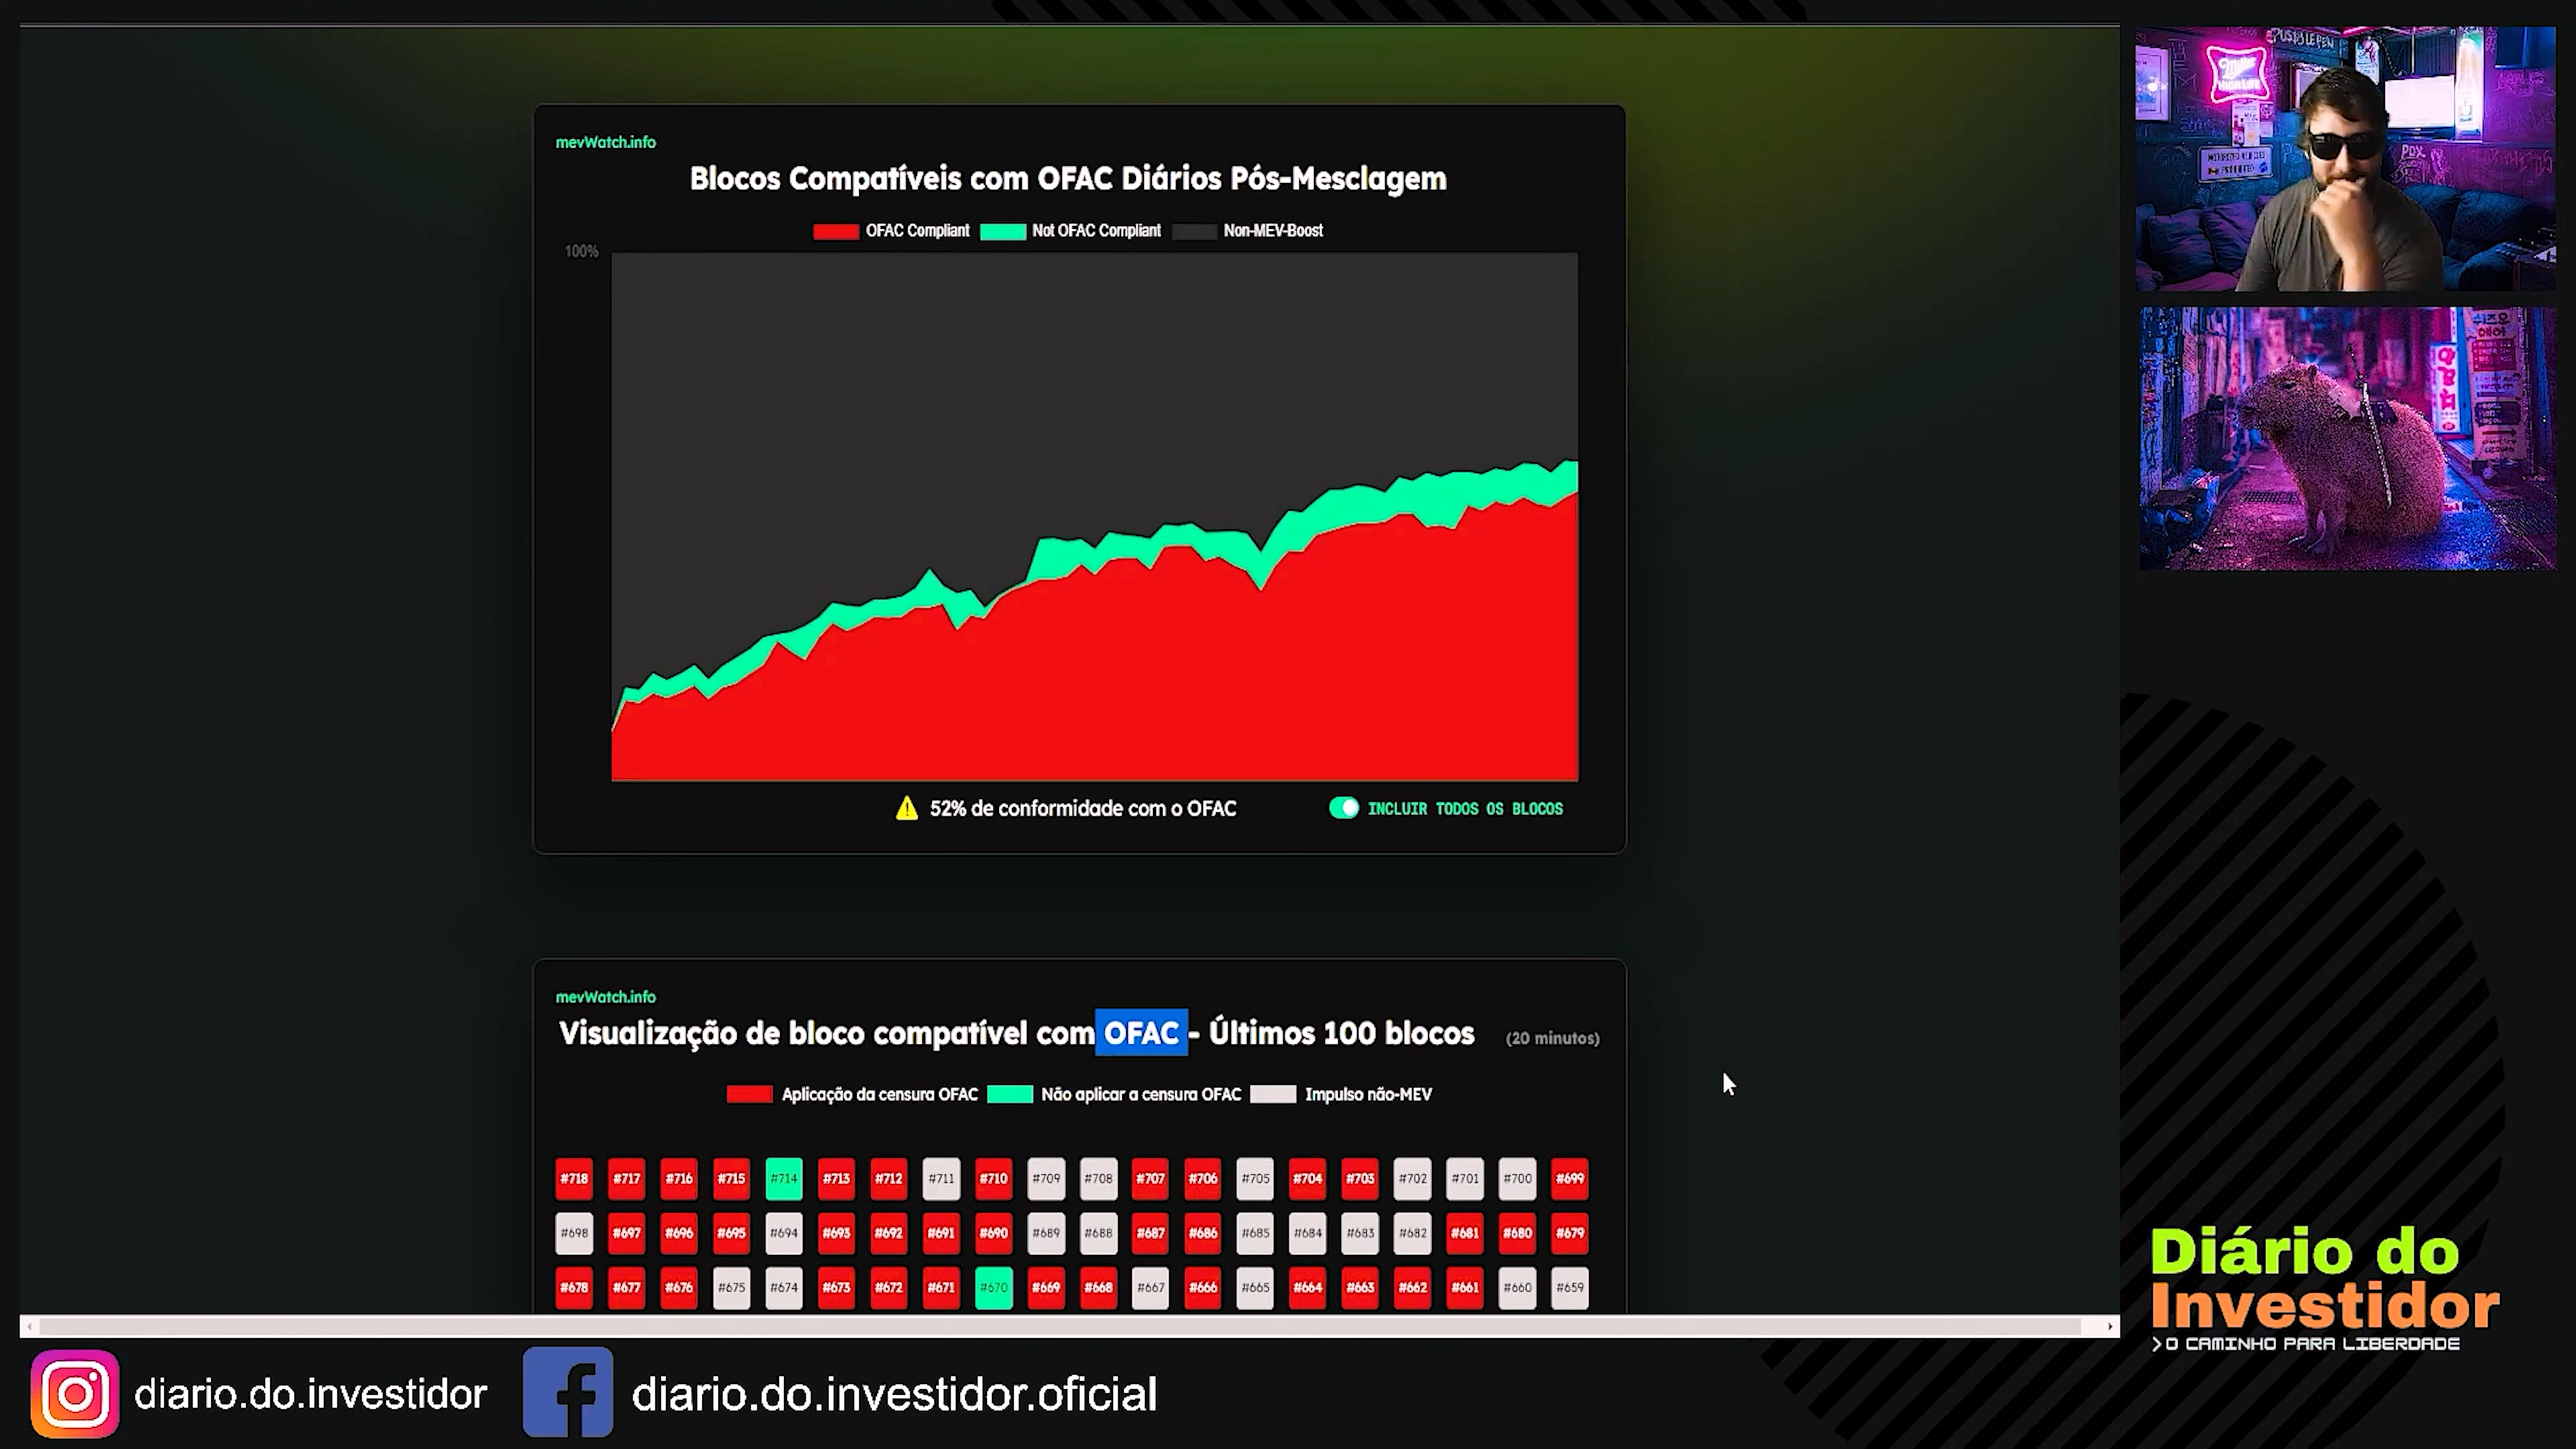 mevWatch.info
Blocos Compatíveis com OFAC Diários Pós-Mesclagem
OFAC Compliant Not OFAC Compliant Non-MEV-Boost
100%
52% de conformidade com o OFAC
INCLUIR TODOS OS BLOCOS
mevWatch.info
Visualização de bloco compatível com OFAC - Últimos 100 blocos (20 minutos)
Aplicação da censura OFAC Não aplicar a censura OFAC Impulso não-MEV
#718 #717 #716 #715 #714 #713 #712 #711 #710 #709 #708 #707 #706 #705 #704 #703 #702 #701 #700 #699
#698 #697 #696 #695 #694 #693 #692 #691 #690 #689 #688 #687 #686 #685 #684 #683 #682 #681 #680 #679
#678 #677 #676 #675 #674 #673 #672 #671 #670 #669 #668 #667 #666 #665 #664 #663 #662 #661 #660 #659
diario.do.investidor
diario.do.investidor.oficial
Diário do
Investidor
>O CAMINHO PARA LIBERDADE
Miller
HIGH LIFE